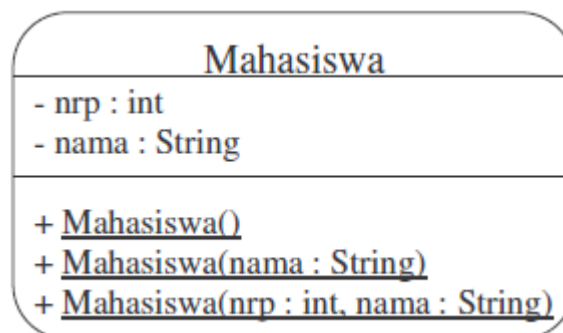 Mahasiswa
- nrp : int
- nama : String
+ Mahasiswa()
+ Mahasiswa(nama : String)
+ Mahasiswa(nrp : int, nama : String)